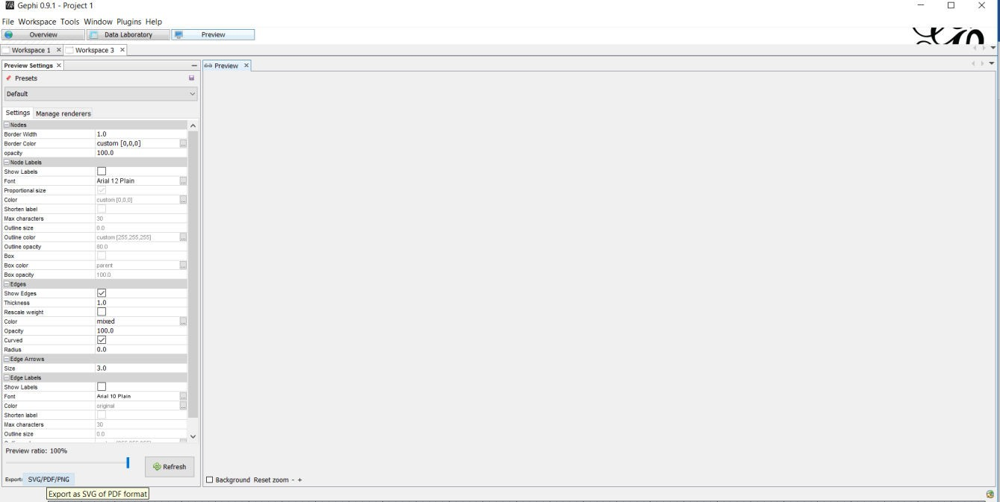 Gephi 0.9.1 - Project 1
File Workspace Tools Window Plugins Help
Overview Data Laboratory Preview
Workspace 1 Workspace 3
Preview Settings
Preview
Presets
Default
Settings Manage renderers
Nodes
Border Width 1.0
Border Color custom [0,0,0] ...
opacity 100.0
Node Labels
Show Labels
Font Arial 12 Plain ...
Proportional size
Color custom [0,0,0] ...
Shorten label
Max characters 30
Outline size 0.0
Outline color custom [255,255,255] ...
Outline opacity 80.0
Box
Box color parent ...
Box opacity 100.0
Edges
Show Edges
Thickness 1.0
Rescale weight
Color mixed ...
Opacity 100.0
Curved
Radius 0.0
Edge Arrows
Size 3.0
Edge Labels
Show Labels
Font Arial 10 Plain ...
Color original ...
Shorten label
Max characters 30
Outline size 0.0
Preview ratio: 100%
Refresh
Export: SVG/PDF/PNG
Background Reset zoom - +
Export as SVG of PDF format